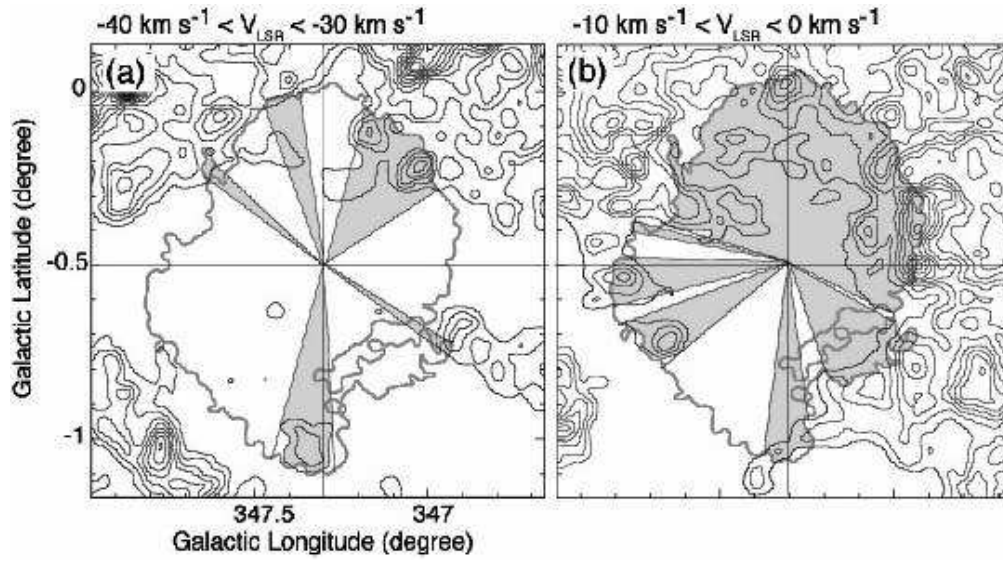 -40 km s⁻¹ < V_LSR < -30 km s⁻¹
-10 km s⁻¹ < V_LSR < 0 km s⁻¹
(a)
(b)
0
-0.5
-1
Galactic Latitude (degree)
347.5
347
Galactic Longitude (degree)